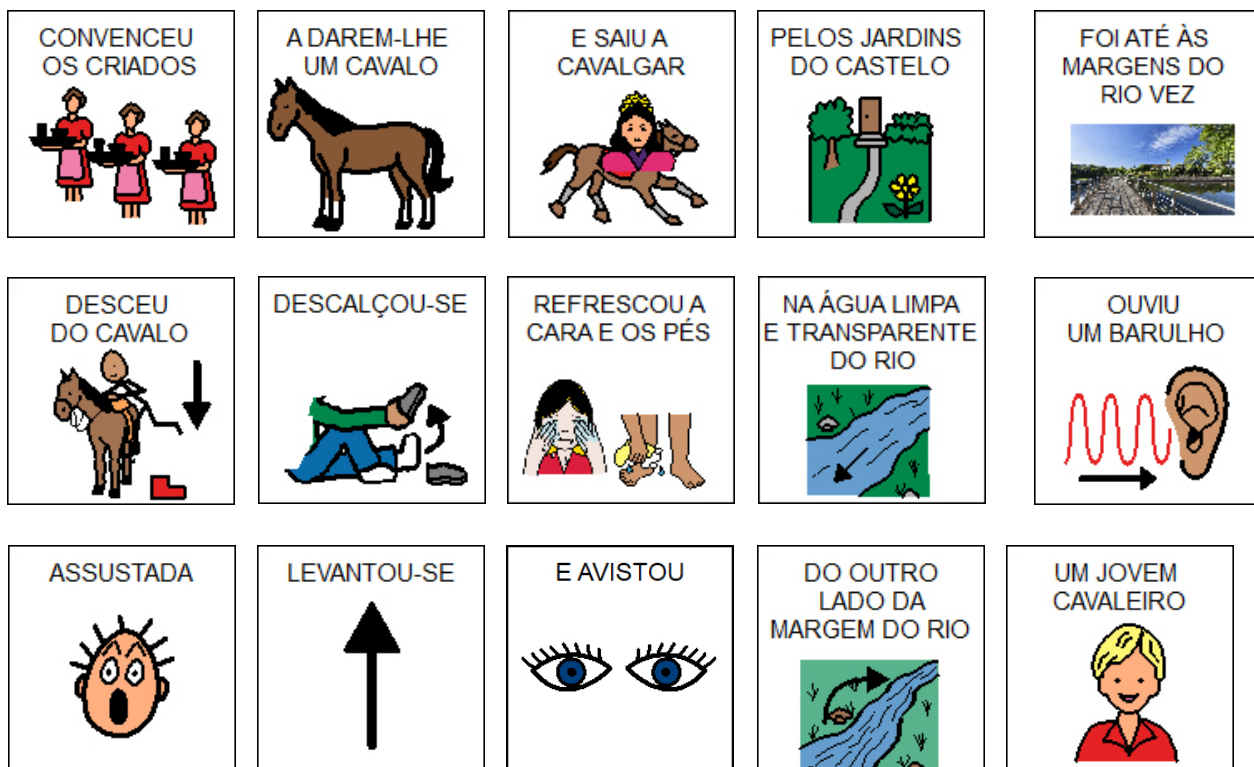 CONVENCEU
OS CRIADOS
A DAREM-LHE
UM CAVALO
E SAIU A
CAVALGAR
PELOS JARDINS
DO CASTELO
FOI ATÉ ÀS
MARGENS DO
RIO VEZ
DESCEU
DO CAVALO
DESCALÇOU-SE
REFRESCOU A
CARA E OS PÉS
NA ÁGUA LIMPA
E TRANSPARENTE
DO RIO
OUVIU
UM BARULHO
ASSUSTADA
LEVANTOU-SE
E AVISTOU
DO OUTRO
LADO DA
MARGEM DO RIO
UM JOVEM
CAVALEIRO